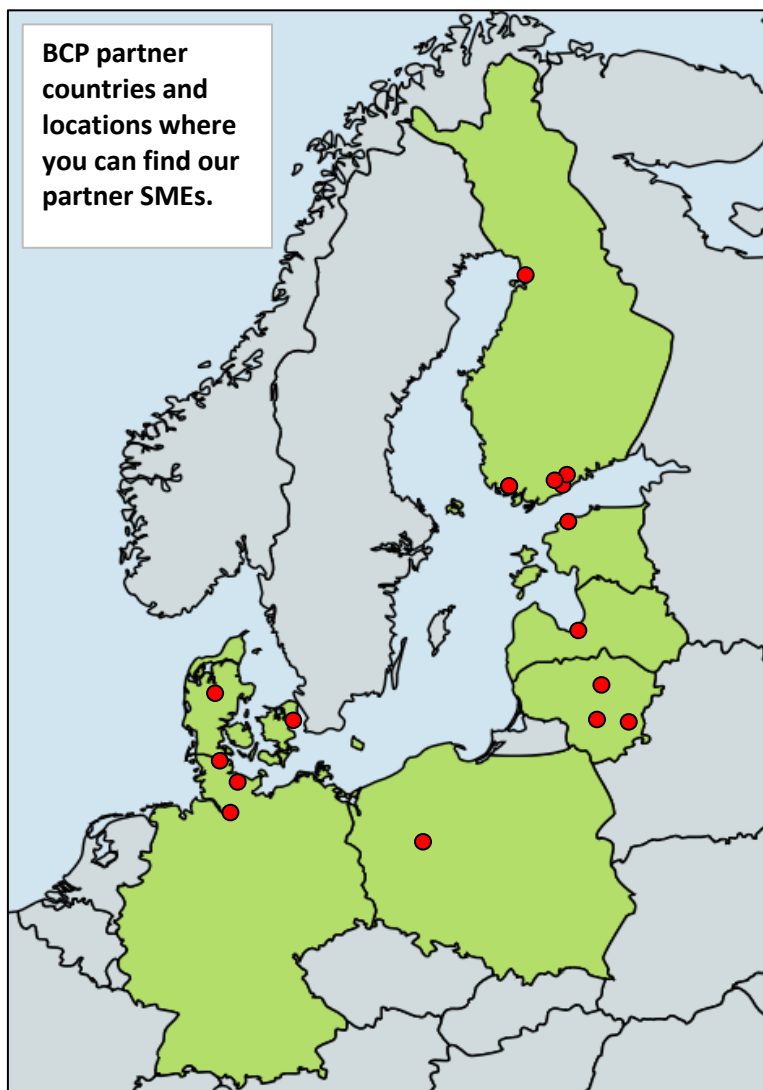 BCP partner
countries and
locations where
you can find our
partner SMEs.